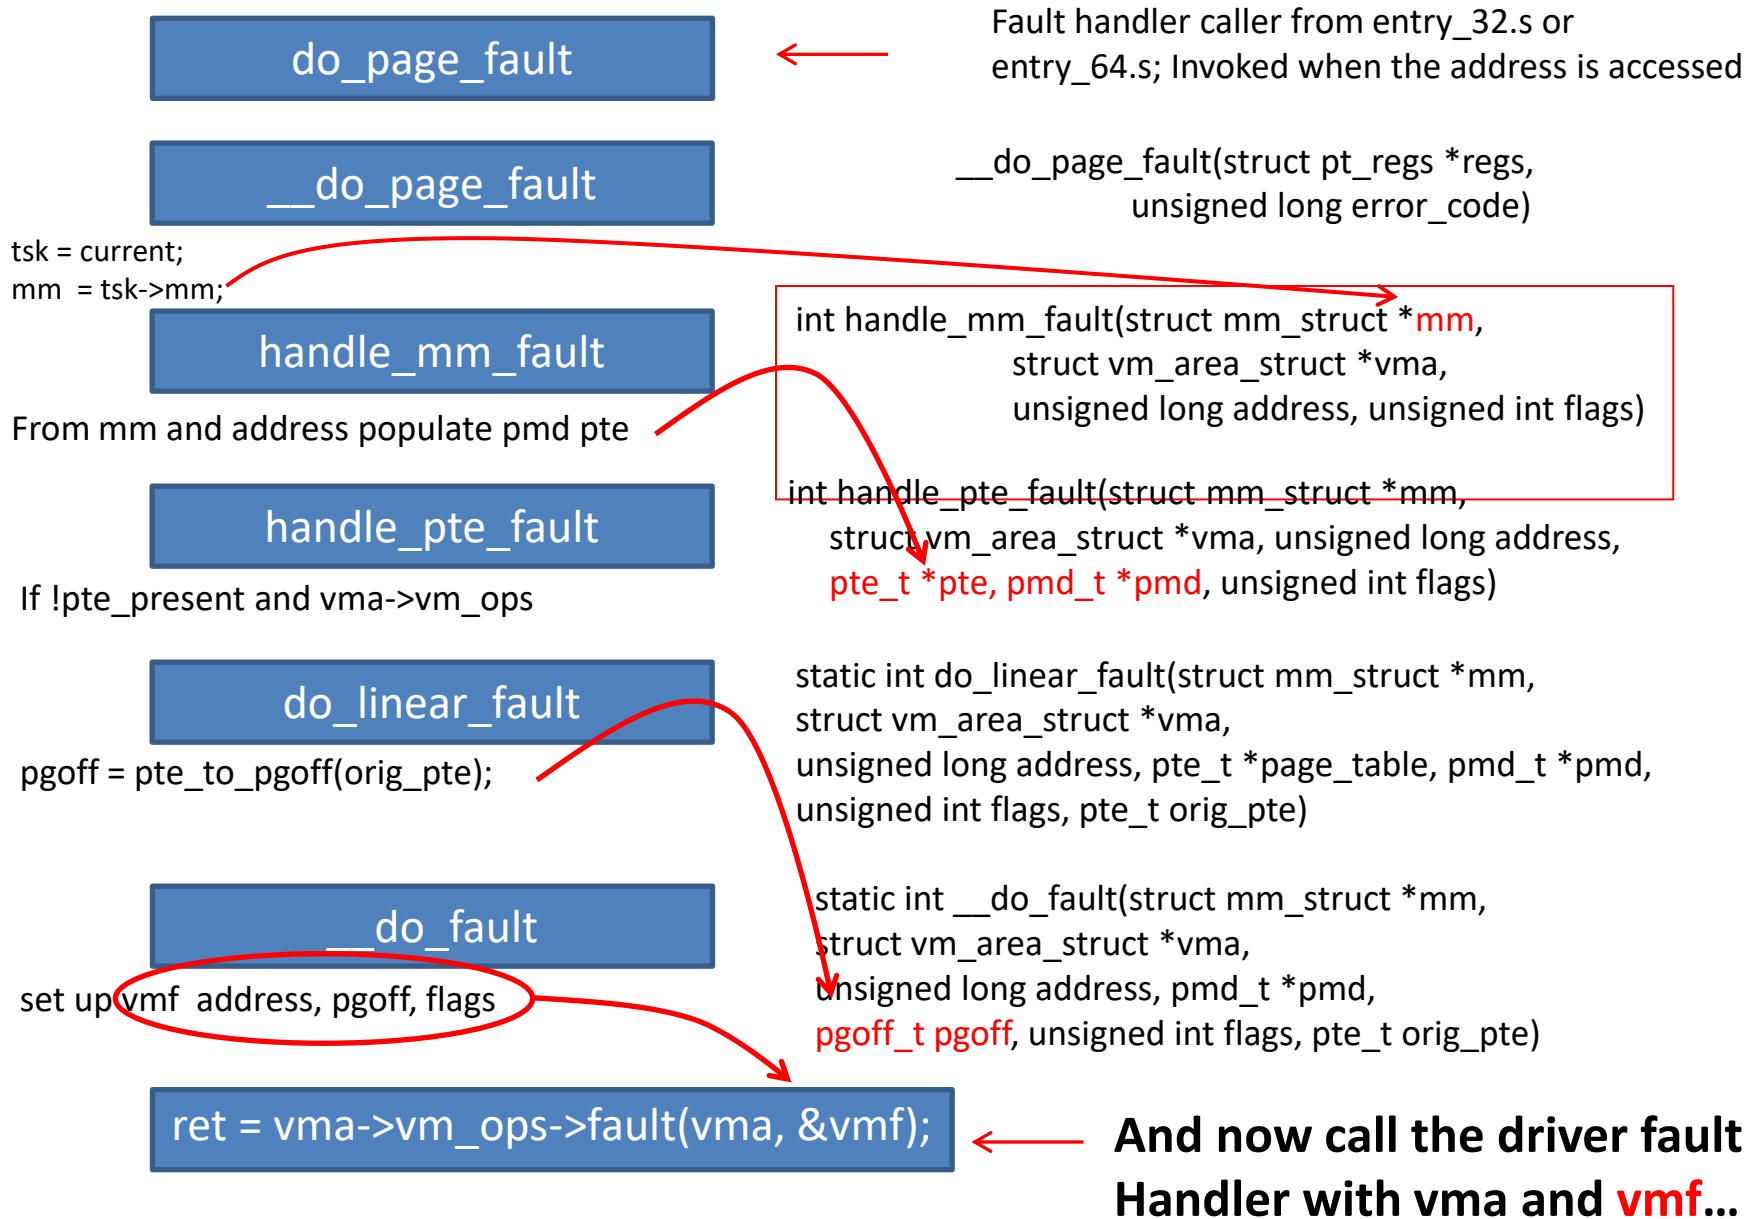 do_page_fault
Fault handler caller from entry_32.s or
entry_64.s; Invoked when the address is accessed
__do_page_fault
__do_page_fault(struct pt_regs *regs,
unsigned long error_code)
tsk = current;
mm  = tsk->mm;
handle_mm_fault
int handle_mm_fault(struct mm_struct *mm,
struct vm_area_struct *vma,
unsigned long address, unsigned int flags)
From mm and address populate pmd pte
handle_pte_fault
int handle_pte_fault(struct mm_struct *mm,
struct vm_area_struct *vma, unsigned long address,
pte_t *pte, pmd_t *pmd, unsigned int flags)
If !pte_present and vma->vm_ops
do_linear_fault
static int do_linear_fault(struct mm_struct *mm,
struct vm_area_struct *vma,
unsigned long address, pte_t *page_table, pmd_t *pmd,
unsigned int flags, pte_t orig_pte)
pgoff = pte_to_pgoff(orig_pte);
__do_fault
static int __do_fault(struct mm_struct *mm,
struct vm_area_struct *vma,
unsigned long address, pmd_t *pmd,
pgoff_t pgoff, unsigned int flags, pte_t orig_pte)
set up vmf  address, pgoff, flags
ret = vma->vm_ops->fault(vma, &vmf);
And now call the driver fault
Handler with vma and vmf…